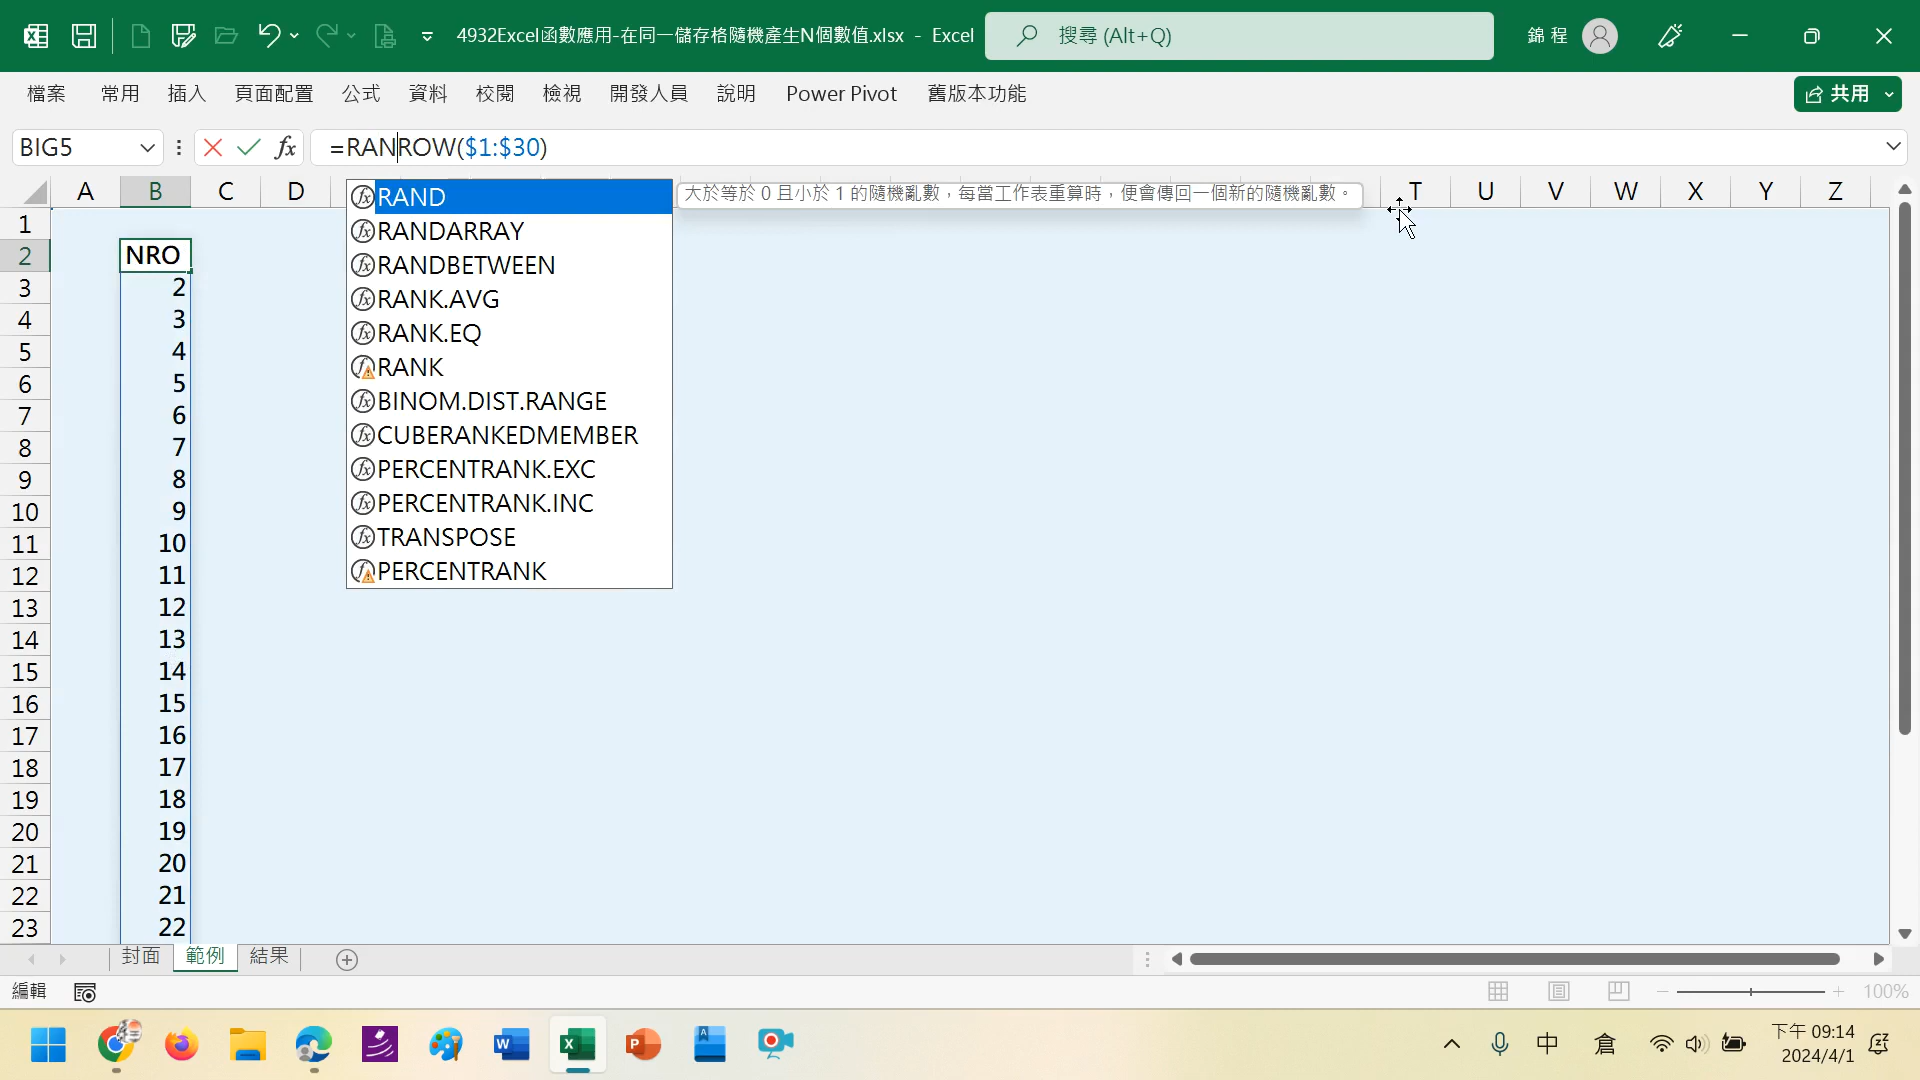 4932Excel函數應用-在同一儲存格隨機產生N個數值.xlsx - Excel
搜尋 (Alt+Q)
錦 程
檔案 常用 插入 頁面配置 公式 資料 校閱 檢視 開發人員 說明 Power Pivot 舊版本功能
共用
BIG5
fx
=RANROW($1:$30)
A B C D T U V W X Y Z
RAND
大於等於 0 且小於 1 的隨機亂數，每當工作表重算時，便會傳回一個新的隨機亂數。
RANDARRAY
RANDBETWEEN
RANK.AVG
RANK.EQ
RANK
BINOM.DIST.RANGE
CUBERANKEDMEMBER
PERCENTRANK.EXC
PERCENTRANK.INC
TRANSPOSE
PERCENTRANK
1
2 NRO
3 2
4 3
5 4
6 5
7 6
8 7
9 8
10 9
11 10
12 11
13 12
14 13
15 14
16 15
17 16
18 17
19 18
20 19
21 20
22 21
23 22
封面 範例 結果
編輯
100%
中 倉
下午 09:14
2024/4/1